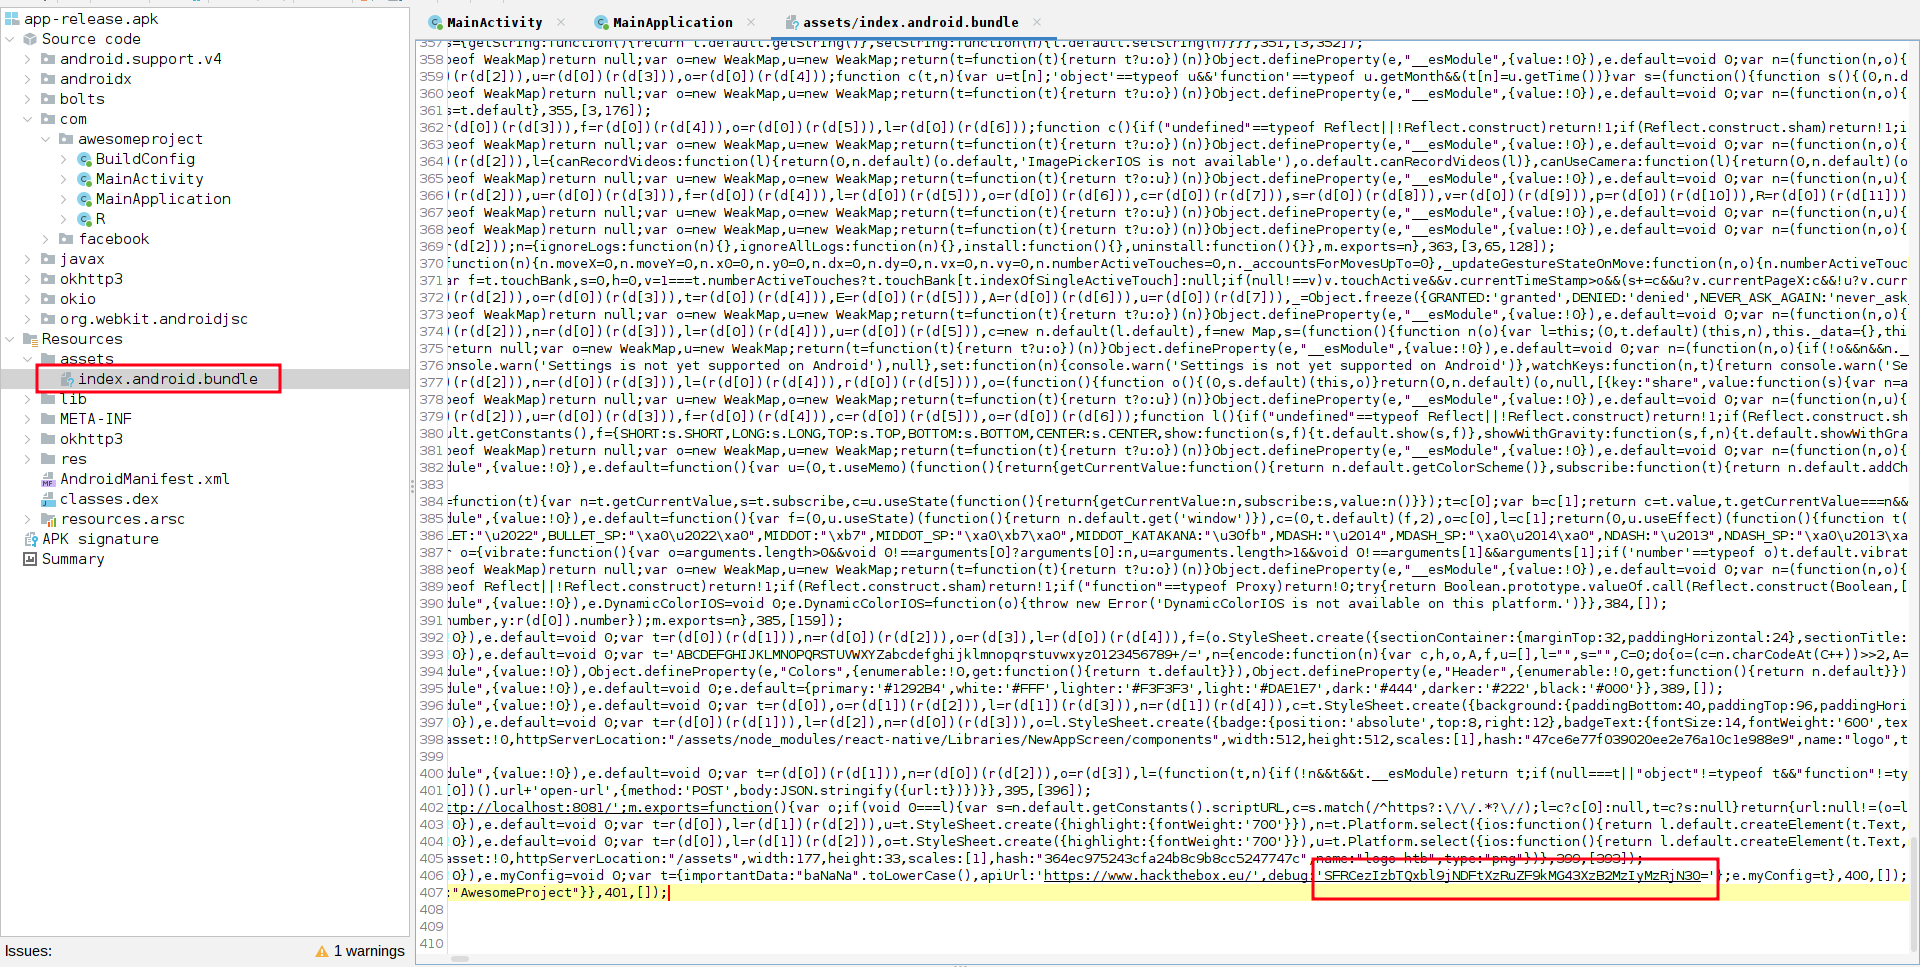 app-release.apk
Source code
android.support.v4
androidx
bolts
com
awesomeproject
BuildConfig
MainActivity
MainApplication
R
facebook
javax
okhttp3
okio
org.webkit.androidjsc
Resources
assets
index.android.bundle
lib
META-INF
okhttp3
res
AndroidManifest.xml
classes.dex
resources.arsc
APK signature
Summary
Issues:
1 warnings
MainActivity
MainApplication
assets/index.android.bundle
357 s={getString:function(){return l.default.getString()},setString:function(n){l.default.setString(n)}}},351,[3,352]);
358 peof WeakMap)return null;var o=new WeakMap,u=new WeakMap;return(t=function(t){return t?u:o})(n)}Object.defineProperty(e,"__esModule",{value:!0}),e.default=void 0;var n=(function(n,o){
359 )(r(d[2])),u=r(d[0])(r(d[3])),o=r(d[0])(r(d[4]));function c(t,n){var u=t[n];'object'==typeof u&&'function'==typeof u.getMonth&&(t[n]=u.getTime())}var s=(function(){function s(){(0,n.d
360 peof WeakMap)return null;var o=new WeakMap,u=new WeakMap;return(t=function(t){return t?u:o})(n)}Object.defineProperty(e,"__esModule",{value:!0}),e.default=void 0;var n=(function(n,o){
361 s=t.default},355,[3,176]);
362 r(d[0])(r(d[3])),f=r(d[0])(r(d[4])),o=r(d[0])(r(d[5])),l=r(d[0])(r(d[6]));function c(){if("undefined"==typeof Reflect||!Reflect.construct)return!1;if(Reflect.construct.sham)return!1;i
363 peof WeakMap)return null;var u=new WeakMap,o=new WeakMap;return(t=function(t){return t?o:u})(n)}Object.defineProperty(e,"__esModule",{value:!0}),e.default=void 0;var n=(function(n,u){
364 )(r(d[2])),l={canRecordVideos:function(l){return(0,n.default)(o.default,'ImagePickerIOS is not available'),o.default.canRecordVideos(l)},canUseCamera:function(l){return(0,n.default)(o
365 peof WeakMap)return null;var o=new WeakMap,u=new WeakMap;return(t=function(t){return t?u:o})(n)}Object.defineProperty(e,"__esModule",{value:!0}),e.default=void 0;var n=(function(n,u){
366 )(r(d[2])),u=r(d[0])(r(d[3])),f=r(d[0])(r(d[4])),l=r(d[0])(r(d[5])),o=r(d[0])(r(d[6])),c=r(d[0])(r(d[7])),s=r(d[0])(r(d[8])),v=r(d[0])(r(d[9])),p=r(d[0])(r(d[10])),R=r(d[0])(r(d[11]))
367 peof WeakMap)return null;var u=new WeakMap,o=new WeakMap;return(t=function(t){return t?o:u})(n)}Object.defineProperty(e,"__esModule",{value:!0}),e.default=void 0;var n=(function(n,u){
368 peof WeakMap)return null;var u=new WeakMap,o=new WeakMap;return(t=function(t){return t?o:u})(n)}Object.defineProperty(e,"__esModule",{value:!0}),e.default=void 0;var n=(function(n,u){
369 r(d[2]));n={ignoreLogs:function(n){},ignoreAllLogs:function(n){},install:function(){},uninstall:function(){}},m.exports=n},363,[3,65,128]);
370 function(n){n.moveX=0,n.moveY=0,n.x0=0,n.y0=0,n.dx=0,n.dy=0,n.vx=0,n.vy=0,n.numberActiveTouches=0,n._accountsForMovesUpTo=0},_updateGestureStateOnMove:function(n,o){n.numberActiveTouc
371 ar f=t.touchBank,s=0,h=0,v=1===t.numberActiveTouches?t.touchBank[t.indexOfSingleActiveTouch]:null;if(null!==v)v.touchActive&&v.currentTimeStamp>o&&(s+=c&&u?v.currentPageX:c&&!u?v.curr
372 )(r(d[2])),o=r(d[0])(r(d[3])),t=r(d[0])(r(d[4])),E=r(d[0])(r(d[5])),A=r(d[0])(r(d[6])),u=r(d[0])(r(d[7])),_=Object.freeze({GRANTED:'granted',DENIED:'denied',NEVER_ASK_AGAIN:'never_ask_
373 peof WeakMap)return null;var o=new WeakMap,u=new WeakMap;return(t=function(t){return t?u:o})(n)}Object.defineProperty(e,"__esModule",{value:!0}),e.default=void 0;var n=(function(n,o){
374 )(r(d[2])),n=r(d[0])(r(d[3])),l=r(d[0])(r(d[4])),u=r(d[0])(r(d[5])),c=new n.default(l.default),f=new Map,s=(function(){function n(o){var l=this;(0,t.default)(this,n),this._data={},thi
375 return null;var o=new WeakMap,u=new WeakMap;return(t=function(t){return t?u:o})(n)}Object.defineProperty(e,"__esModule",{value:!0}),e.default=void 0;var n=(function(n,o){if(!o&&n&&n._
376 onsole.warn('Settings is not yet supported on Android'),null},set:function(n){console.warn('Settings is not yet supported on Android')},watchKeys:function(n,t){return console.warn('Se
377 )(r(d[2])),n=r(d[0])(r(d[3])),l=r(d[0])(r(d[4])),r(d[0])(r(d[5]))),o=(function(){function o(){(0,s.default)(this,o)}return(0,n.default)(o,null,[{key:"share",value:function(s){var n=a
378 peof WeakMap)return null;var o=new WeakMap,u=new WeakMap;return(t=function(t){return t?u:o})(n)}Object.defineProperty(e,"__esModule",{value:!0}),e.default=void 0;var n=(function(n,u){
379 )(r(d[2])),u=r(d[0])(r(d[3])),f=r(d[0])(r(d[4])),c=r(d[0])(r(d[5])),o=r(d[0])(r(d[6]));function l(){if("undefined"==typeof Reflect||!Reflect.construct)return!1;if(Reflect.construct.sh
380 ult.getConstants(),f={SHORT:s.SHORT,LONG:s.LONG,TOP:s.TOP,BOTTOM:s.BOTTOM,CENTER:s.CENTER,show:function(s,f){t.default.show(s,f)},showWithGravity:function(s,f,n){t.default.showWithGra
381 peof WeakMap)return null;var u=new WeakMap,o=new WeakMap;return(t=function(t){return t?o:u})(n)}Object.defineProperty(e,"__esModule",{value:!0}),e.default=void 0;var n=(function(n,o){
382 dule",{value:!0}),e.default=function(){var u=(0,t.useMemo)(function(){return{getCurrentValue:function(){return n.default.getColorScheme()},subscribe:function(t){return n.default.addCh
383
384 =function(t){var n=t.getCurrentValue,s=t.subscribe,c=u.useState(function(){return{getCurrentValue:n,subscribe:s,value:n()}});t=c[0];var b=c[1];return c=t.value,t.getCurrentValue===n&&
385 dule",{value:!0}),e.default=function(){var f=(0,u.useState)(function(){return n.default.get('window')}),c=(0,t.default)(f,2),o=c[0],l=c[1];return(0,u.useEffect)(function(){function t(
386 LET:"\u2022",BULLET_SP:"\xa0\u2022\xa0",MIDDOT:"\xb7",MIDDOT_SP:"\xa0\xb7\xa0",MIDDOT_KATAKANA:"\u30fb",MDASH:"\u2014",MDASH_SP:"\xa0\u2014\xa0",NDASH:"\u2013",NDASH_SP:"\xa0\u2013\xa
387 r o={vibrate:function(){var o=arguments.length>0&&void 0!==arguments[0]?arguments[0]:n,u=arguments.length>1&&void 0!==arguments[1]&&arguments[1];if('number'==typeof o)t.default.vibrat
388 peof WeakMap)return null;var o=new WeakMap,u=new WeakMap;return(t=function(t){return t?u:o})(n)}Object.defineProperty(e,"__esModule",{value:!0}),e.default=void 0;var n=(function(n,o){
389 peof Reflect||!Reflect.construct)return!1;if(Reflect.construct.sham)return!1;if("function"==typeof Proxy)return!0;try{return Boolean.prototype.valueOf.call(Reflect.construct(Boolean,[
390 dule",{value:!0}),e.DynamicColorIOS=void 0;e.DynamicColorIOS=function(o){throw new Error('DynamicColorIOS is not available on this platform.')}},384,[]);
391 number,y:r(d[0]).number});m.exports=n},385,[159]);
392 0}),e.default=void 0;var t=r(d[0])(r(d[1])),n=r(d[0])(r(d[2])),o=r(d[3]),l=r(d[0])(r(d[4])),f=(o.StyleSheet.create({sectionContainer:{marginTop:32,paddingHorizontal:24},sectionTitle:
393 0}),e.default=void 0;var t='ABCDEFGHIJKLMNOPQRSTUVWXYZabcdefghijklmnopqrstuvwxyz0123456789+/=',n={encode:function(n){var c,h,o,A,f,u=[],l="",s="",C=0;do{o=(c=n.charCodeAt(C++))>>2,A=
394 dule",{value:!0}),Object.defineProperty(e,"Colors",{enumerable:!0,get:function(){return t.default}}),Object.defineProperty(e,"Header",{enumerable:!0,get:function(){return n.default}})
395 dule",{value:!0}),e.default=void 0;e.default={primary:'#1292B4',white:'#FFF',lighter:'#F3F3F3',light:'#DAE1E7',dark:'#444',darker:'#222',black:'#000'}},389,[]);
396 dule",{value:!0}),e.default=void 0;var t=r(d[0]),o=r(d[1])(r(d[2])),l=r(d[1])(r(d[3])),n=r(d[1])(r(d[4])),c=t.StyleSheet.create({background:{paddingBottom:40,paddingTop:96,paddingHori
397 0}),e.default=void 0;var t=r(d[0])(r(d[1])),l=r(d[2]),n=r(d[0])(r(d[3])),o=l.StyleSheet.create({badge:{position:'absolute',top:8,right:12},badgeText:{fontSize:14,fontWeight:'600',tex
398 asset:!0,httpServerLocation:"/assets/node_modules/react-native/Libraries/NewAppScreen/components",width:512,height:512,scales:[1],hash:"47ce6e77f039020ee2e76a10c1e988e9",name:"logo",t
399
400 dule",{value:!0}),e.default=void 0;var t=r(d[0])(r(d[1])),n=r(d[0])(r(d[2])),o=r(d[3]),l=(function(t,n){if(!n&&t&&t.__esModule)return t;if(null===t||"object"!=typeof t&&"function"!=ty
401 [0])().url+'open-url',{method:'POST',body:JSON.stringify({url:t})})}},395,[396]);
402 ttp://localhost:8081/';m.exports=function(){var o;if(void 0===l){var s=n.default.getConstants().scriptURL,c=s.match(/^https?:\/\/.*?\//);l=c?c[0]:null,t=c?s:null}return{url:null!=(o=l
403 0}),e.default=void 0;var t=r(d[0]),l=r(d[1])(r(d[2])),u=t.StyleSheet.create({highlight:{fontWeight:'700'}}),n=t.Platform.select({ios:function(){return l.default.createElement(t.Text,
404 0}),e.default=void 0;var t=r(d[0]),l=r(d[1])(r(d[2])),o=t.StyleSheet.create({highlight:{fontWeight:'700'}}),u=t.Platform.select({ios:function(){return l.default.createElement(t.Text,
405 asset:!0,httpServerLocation:"/assets",width:177,height:33,scales:[1],hash:"364ec975243cfa24b8c9b8cc5247747c",name:"logo-htb",type:"png"})},399,[393]);
406 0}),e.myConfig=void 0;var t={importantData:"baNaNa".toLowerCase(),apiUrl:'https://www.hackthebox.eu/',debug:'SFRCezIzbTQxbl9jNDFtXzRuZF9kMG43XzB2MzIyMzRjN30='};e.myConfig=t},400,[]);
407 :"AwesomeProject"}},401,[]);
408
409
410